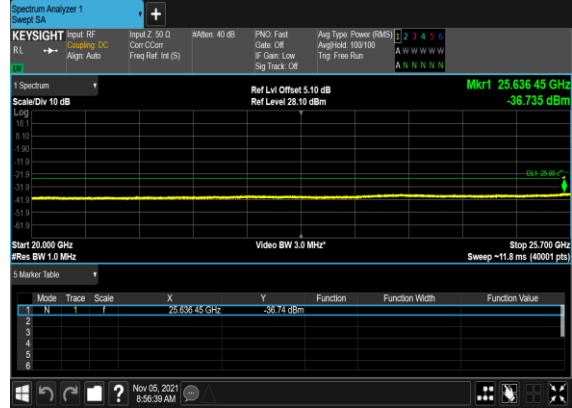 Spectrum Analyzer 1
Swept SA
+
KEYSIGHT Input: RF Input Z: 50 Ω #Atten: 40 dB PNO: Fast Avg Type: Power (RMS) 1 2 3 4 5 6
RL Coupling: DC Corr CCorr Gate: Off Avg|Hold: 100/100 A W W W W W
Align: Auto Freq Ref: Int (S) IF Gain: Low Trig: Free Run
Sig Track: Off A N N N N N
1 Spectrum Ref Lvl Offset 5.10 dB Mkr1 25.636 45 GHz
Scale/Div 10 dB Ref Level 28.10 dBm -36.735 dBm
Log
18.1
8.10
-1.90
-11.9
-21.9
DL1 -25.00
-31.9
-41.9
-51.9
-61.9
Start 20.000 GHz Video BW 3.0 MHz* Stop 25.700 GHz
#Res BW 1.0 MHz Sweep ~11.8 ms (40001 pts)
5 Marker Table
Mode Trace Scale X Y Function Function Width Function Value
1 N 1 f 25.636 45 GHz -36.74 dBm
2
3
4
5
6
? Nov 05, 2021
8:56:39 AM